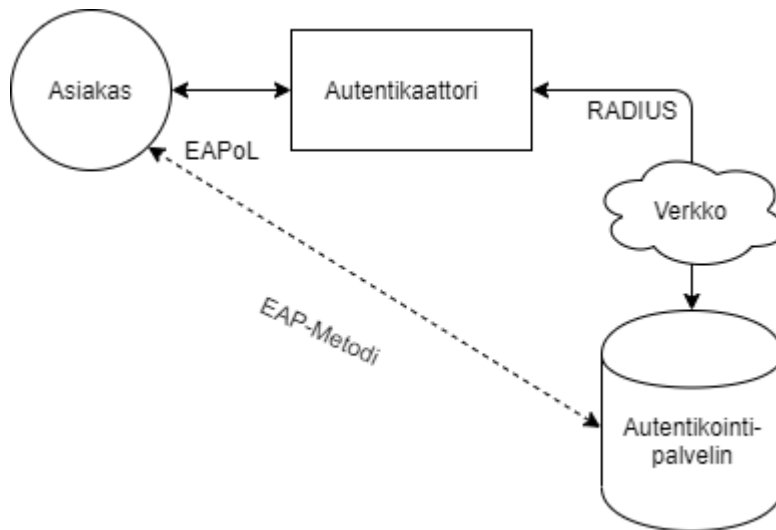 Asiakas
Autentikaattori
RADIUS
EAPoL
Verkko
EAP-Metodi
Autentikointi-
palvelin